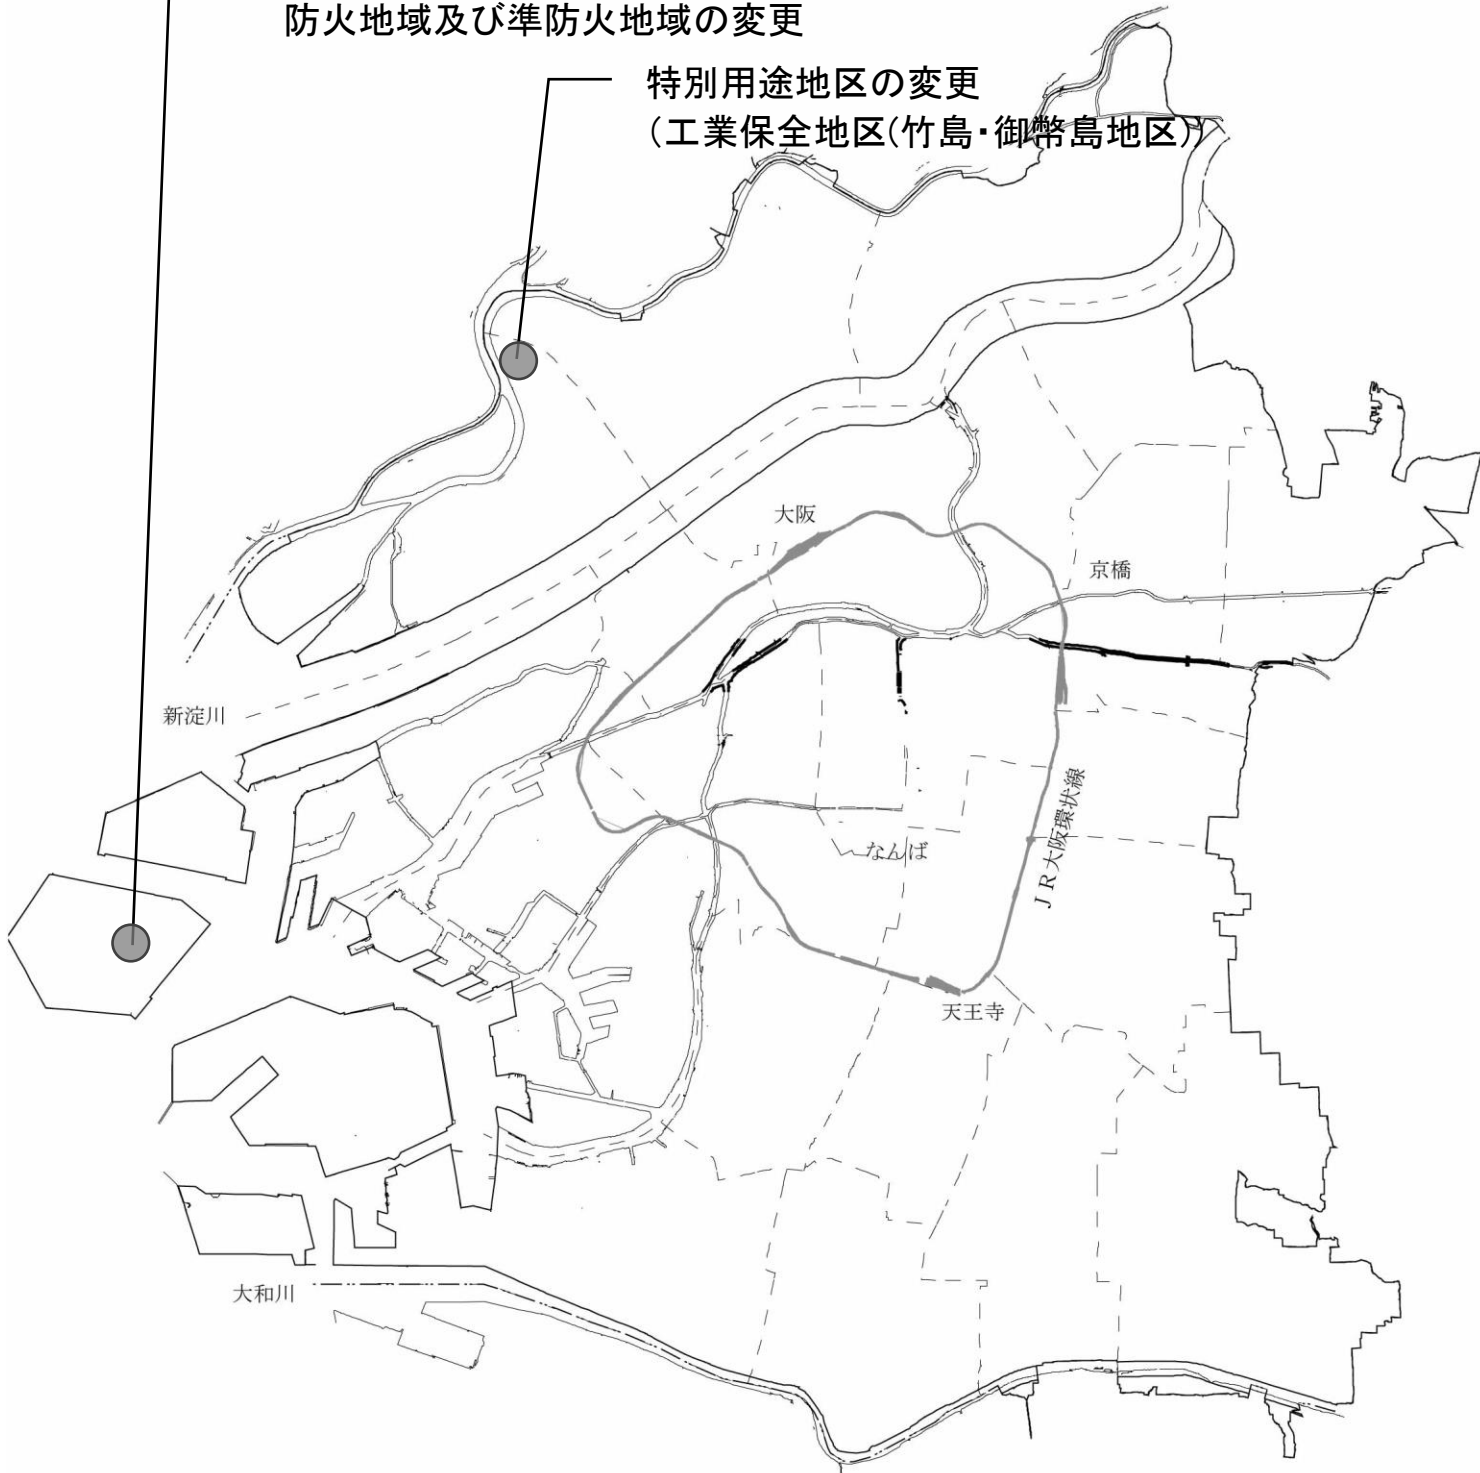 防火地域及び準防火地域の変更
特別用途地区の変更
（工業保全地区（竹島・御幣島地区））
大阪
京橋
新淀川
JR大阪環状線
なんば
天王寺
大和川